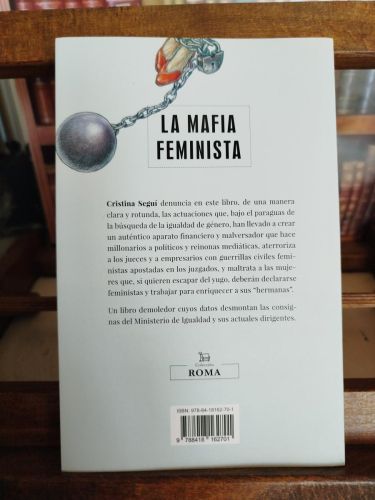 LA MAFIA
FEMINISTA
Cristina Seguí denuncia en este libro, de una manera
clara y rotunda, las actuaciones que, bajo el paraguas de
la búsqueda de la igualdad de género, han llevado a crear
un auténtico aparato financiero y malversador que hace
millonarios a políticos y reinonas mediáticas, aterroriza
a los jueces y a empresarios con guerrillas civiles femi-
nistas apostadas en los juzgados, y maltrata a las muje-
res que, si quieren escapar del yugo, deberán declararse
feministas y trabajar para enriquecer a sus “hermanas”.
Un libro demoledor cuyos datos desmontan las consig-
nas del Ministerio de Igualdad y sus actuales dirigentes.
Colección
ROMA
ISBN: 978-84-18162-70-1
9 788418 162701